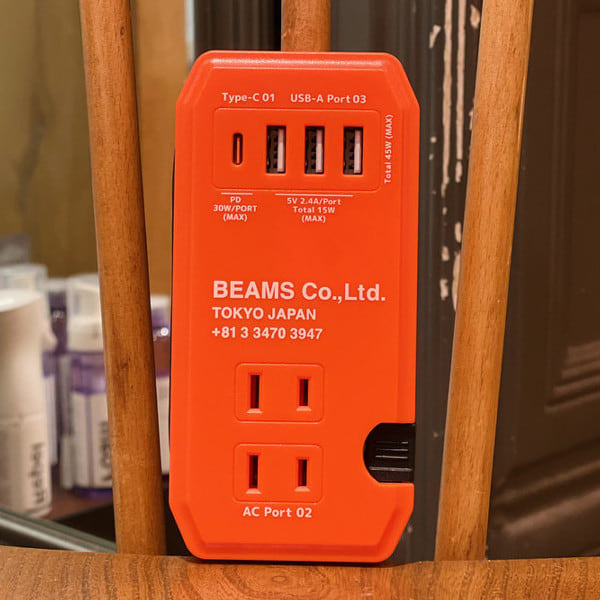 Type-C 01 USB-A Port 03
Total 45W (MAX)
PD
30W/PORT
(MAX)
5V 2.4A/Port
Total 15W
(MAX)
BEAMS Co.,Ltd.
TOKYO JAPAN
+81 3 3470 3947
AC Port 02